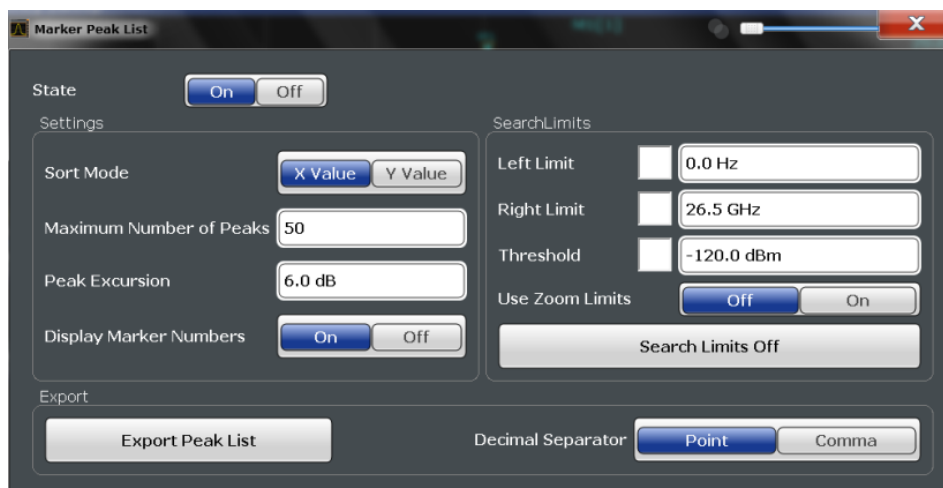 Marker Peak List
State On Off
Settings
Sort Mode X Value Y Value
Maximum Number of Peaks 50
Peak Excursion 6.0 dB
Display Marker Numbers On Off
SearchLimits
Left Limit 0.0 Hz
Right Limit 26.5 GHz
Threshold -120.0 dBm
Use Zoom Limits Off On
Search Limits Off
Export
Export Peak List
Decimal Separator Point Comma